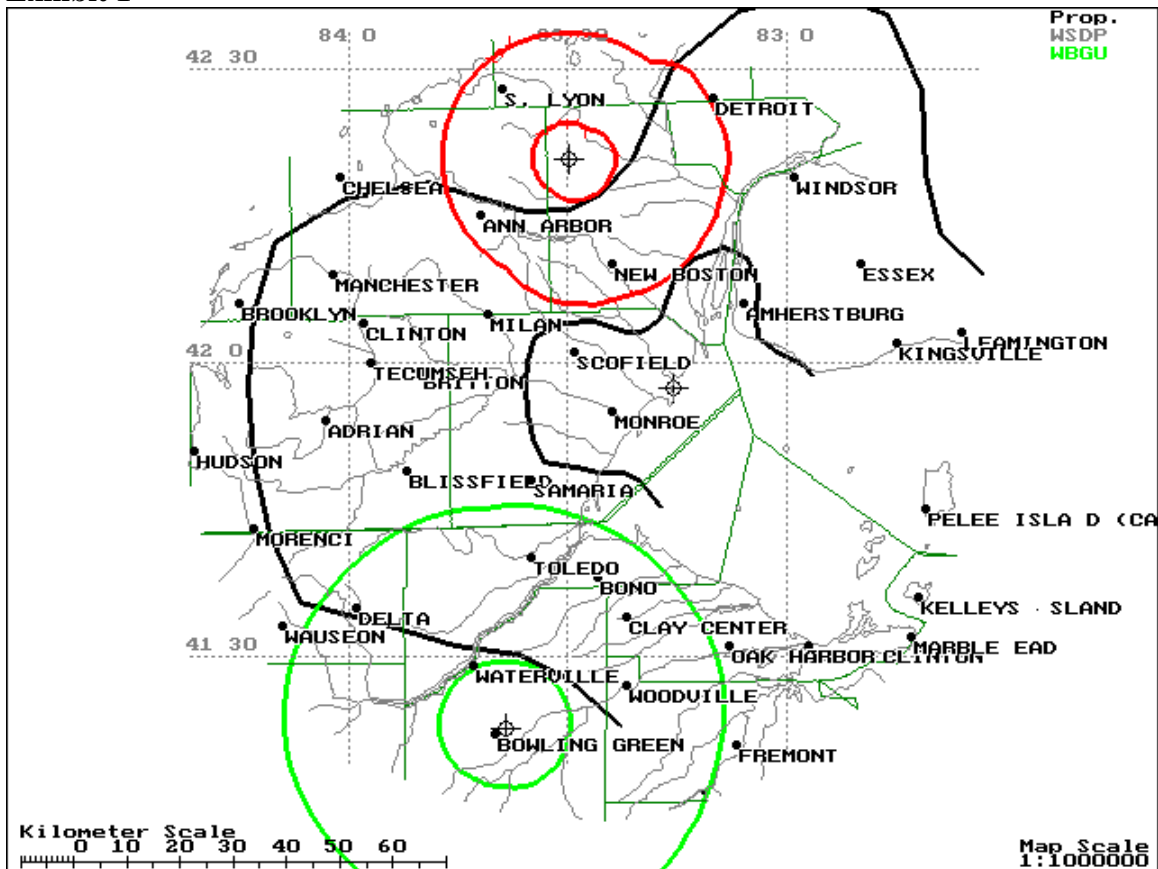 Prop.
WSDP
WBGU
84 0
83 0
42 30
S. LYON
DETROIT
CHELSEA
WINDSOR
ANN ARBOR
NEW BOSTON
ESSEX
MANCHESTER
BROOKLYN
AMHERSTBURG
MILAN
CLINTON
LEAMINGTON
KINGSVILLE
42 0
SCOFIELD
TECUMSEH
BRITTON
MONROE
ADRIAN
HUDSON
BLISSFIELD
SAMARIA
PELEE ISLA D (CA
MORENCI
TOLEDO
BONO
KELLEYS SLAND
DELTA
CLAY CENTER
WAUSEON
MARBLE EAD
41 30
OAK HARBOR
CLINTON
WATERVILLE
WOODVILLE
BOWLING GREEN
FREMONT
Kilometer Scale
0 10 20 30 40 50 60
Map Scale
1:1000000